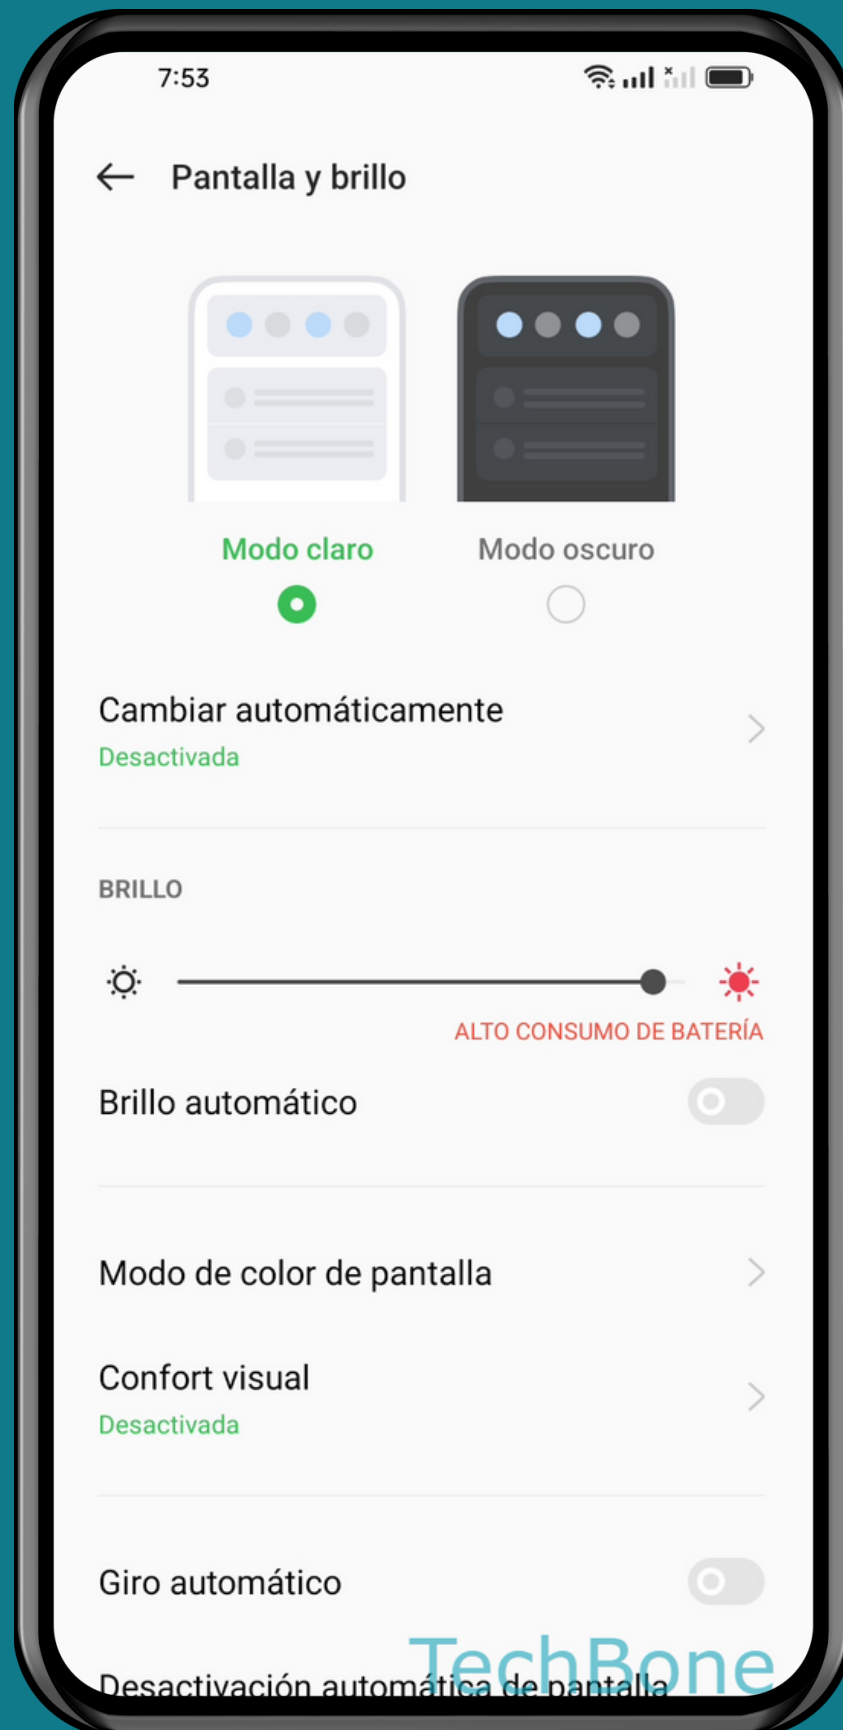 7:53
Pantalla y brillo
Modo claro
Modo oscuro
Cambiar automáticamente
Desactivada
BRILLO
ALTO CONSUMO DE BATERÍA
Brillo automático
Modo de color de pantalla
Confort visual
Desactivada
Giro automático
Desactivación automática de pantalla
TechBone